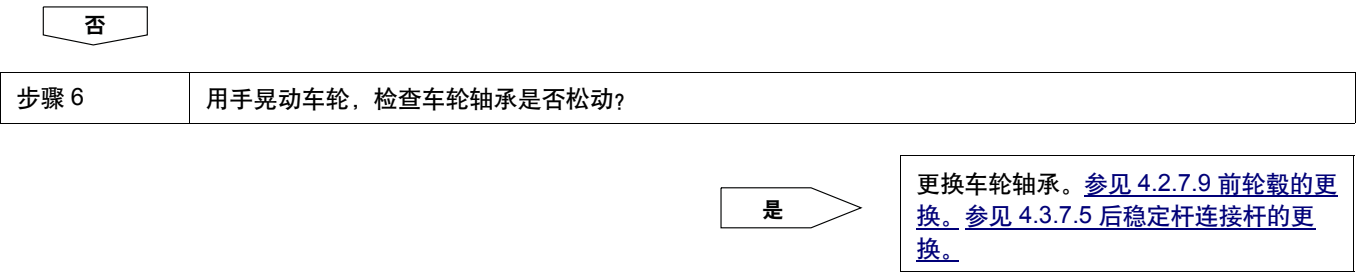 否
步骤 6 用手晃动车轮，检查车轮轴承是否松动？
是
更换车轮轴承。参见 4.2.7.9 前轮毂的更
换。参见 4.3.7.5 后稳定杆连接杆的更
换。